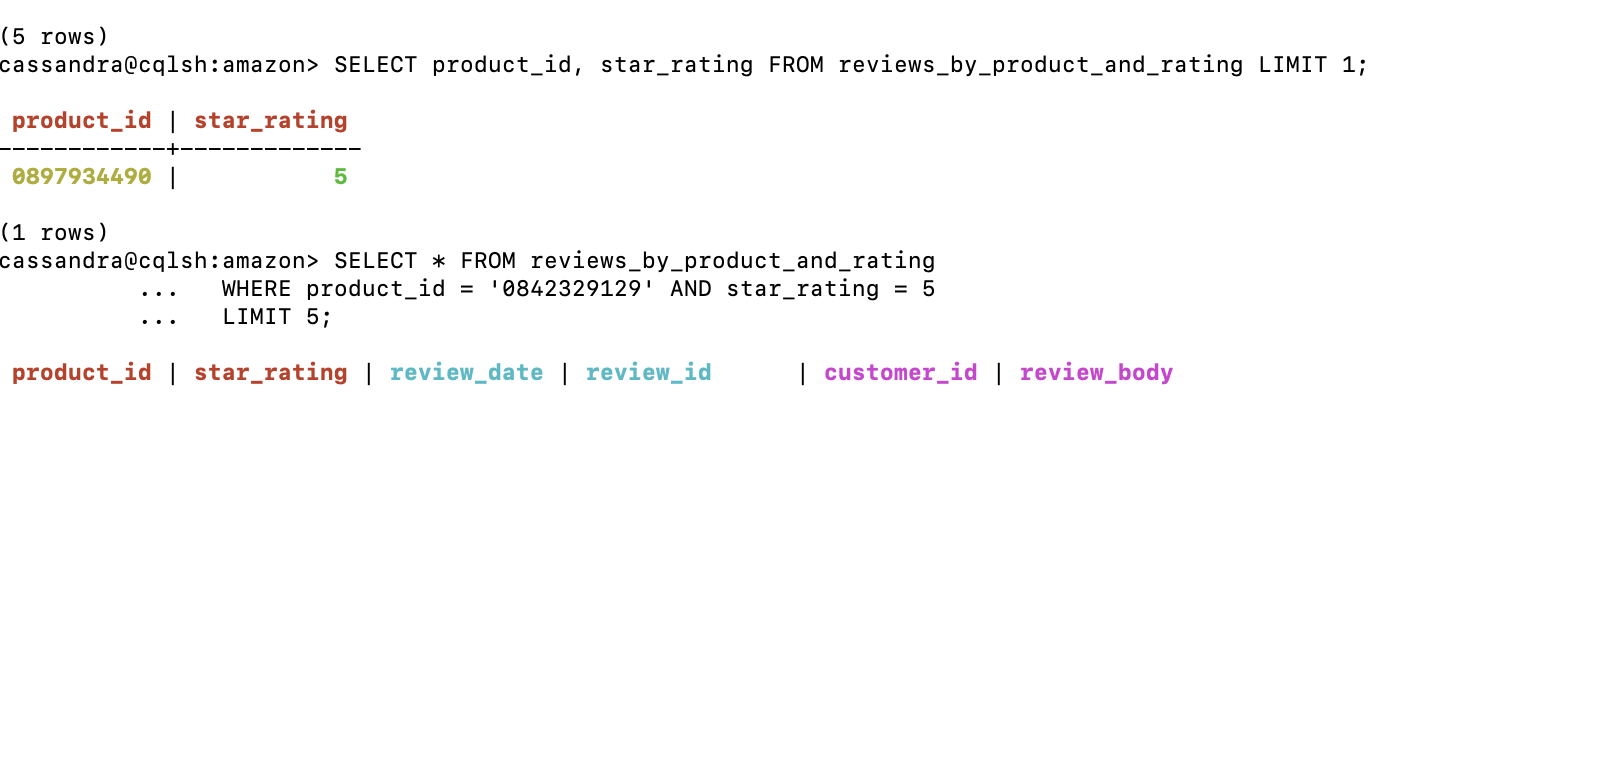 (5 rows)
cassandra@cqlsh:amazon> SELECT product_id, star_rating FROM reviews_by_product_and_rating LIMIT 1;
product_id | star_rating
------------+-------------
0897934490 | 5
(1 rows)
cassandra@cqlsh:amazon> SELECT * FROM reviews_by_product_and_rating
... WHERE product_id = '0842329129' AND star_rating = 5
... LIMIT 5;
product_id | star_rating | review_date | review_id | customer_id | review_body